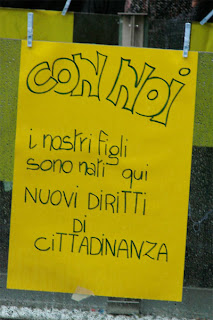 CON NOI
i nostri figli
sono nati qui
NUOVI DIRITTI
DI
CiTTADINANZA